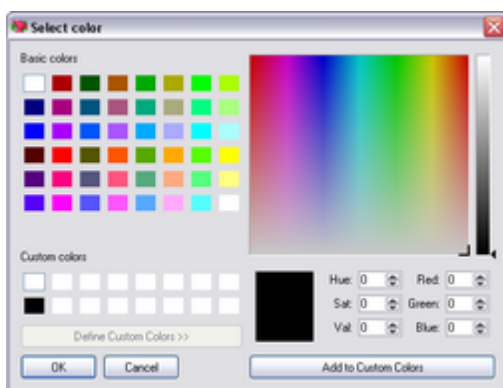 Select color
Basic colors
Custom colors
Define Custom Colors >>
OK
Cancel
Hue: 0
Red: 0
Sat: 0
Green: 0
Val: 0
Blue: 0
Add to Custom Colors